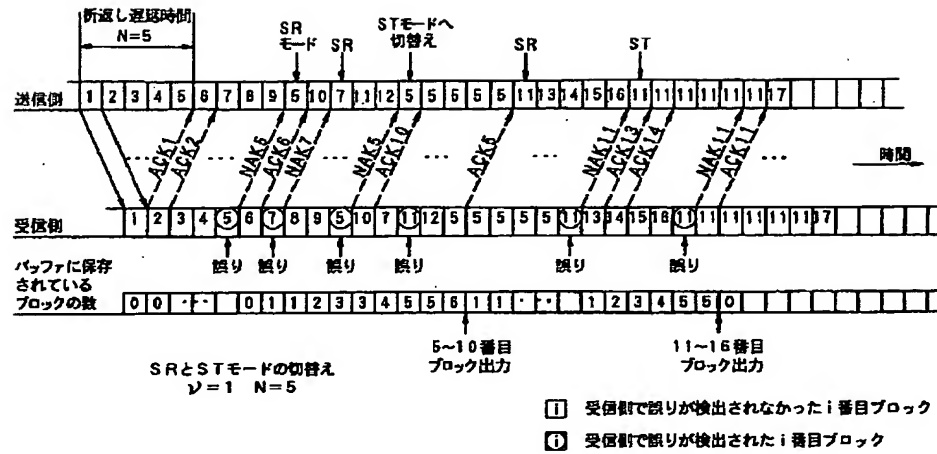 折返し遅延時間
N=5
SR
モード
SR
STモードへ
切替え
SR
ST
送信側 1 2 3 4 5 6 7 8 9 5 10 7 11 12 5 5 5 5 5 11 13 14 15 16 11 11 11 11 11 11 17
ACK1 ACK2 NAK5 ACK6 NAK7 NAK5 ACK10 ACK5 NAK11 ACK13 ACK14 NAK11 ACK11
時間
受信側 1 2 3 4 5 6 7 8 9 5 10 7 11 12 5 5 5 5 5 11 13 14 15 16 11 11 11 11 11 11 17
誤り 誤り 誤り 誤り 誤り 誤り
バッファに保存
されている
ブロックの数
0 0 ‥ 0 1 1 2 3 3 4 5 5 6 1 1 ‥ 1 2 3 4 5 5 0
5~10番目
ブロック出力
11~16番目
ブロック出力
SRとSTモードの切替え
ν=1 N=5
i 受信側で誤りが検出されなかったi番目ブロック
i 受信側で誤りが検出されたi番目ブロック